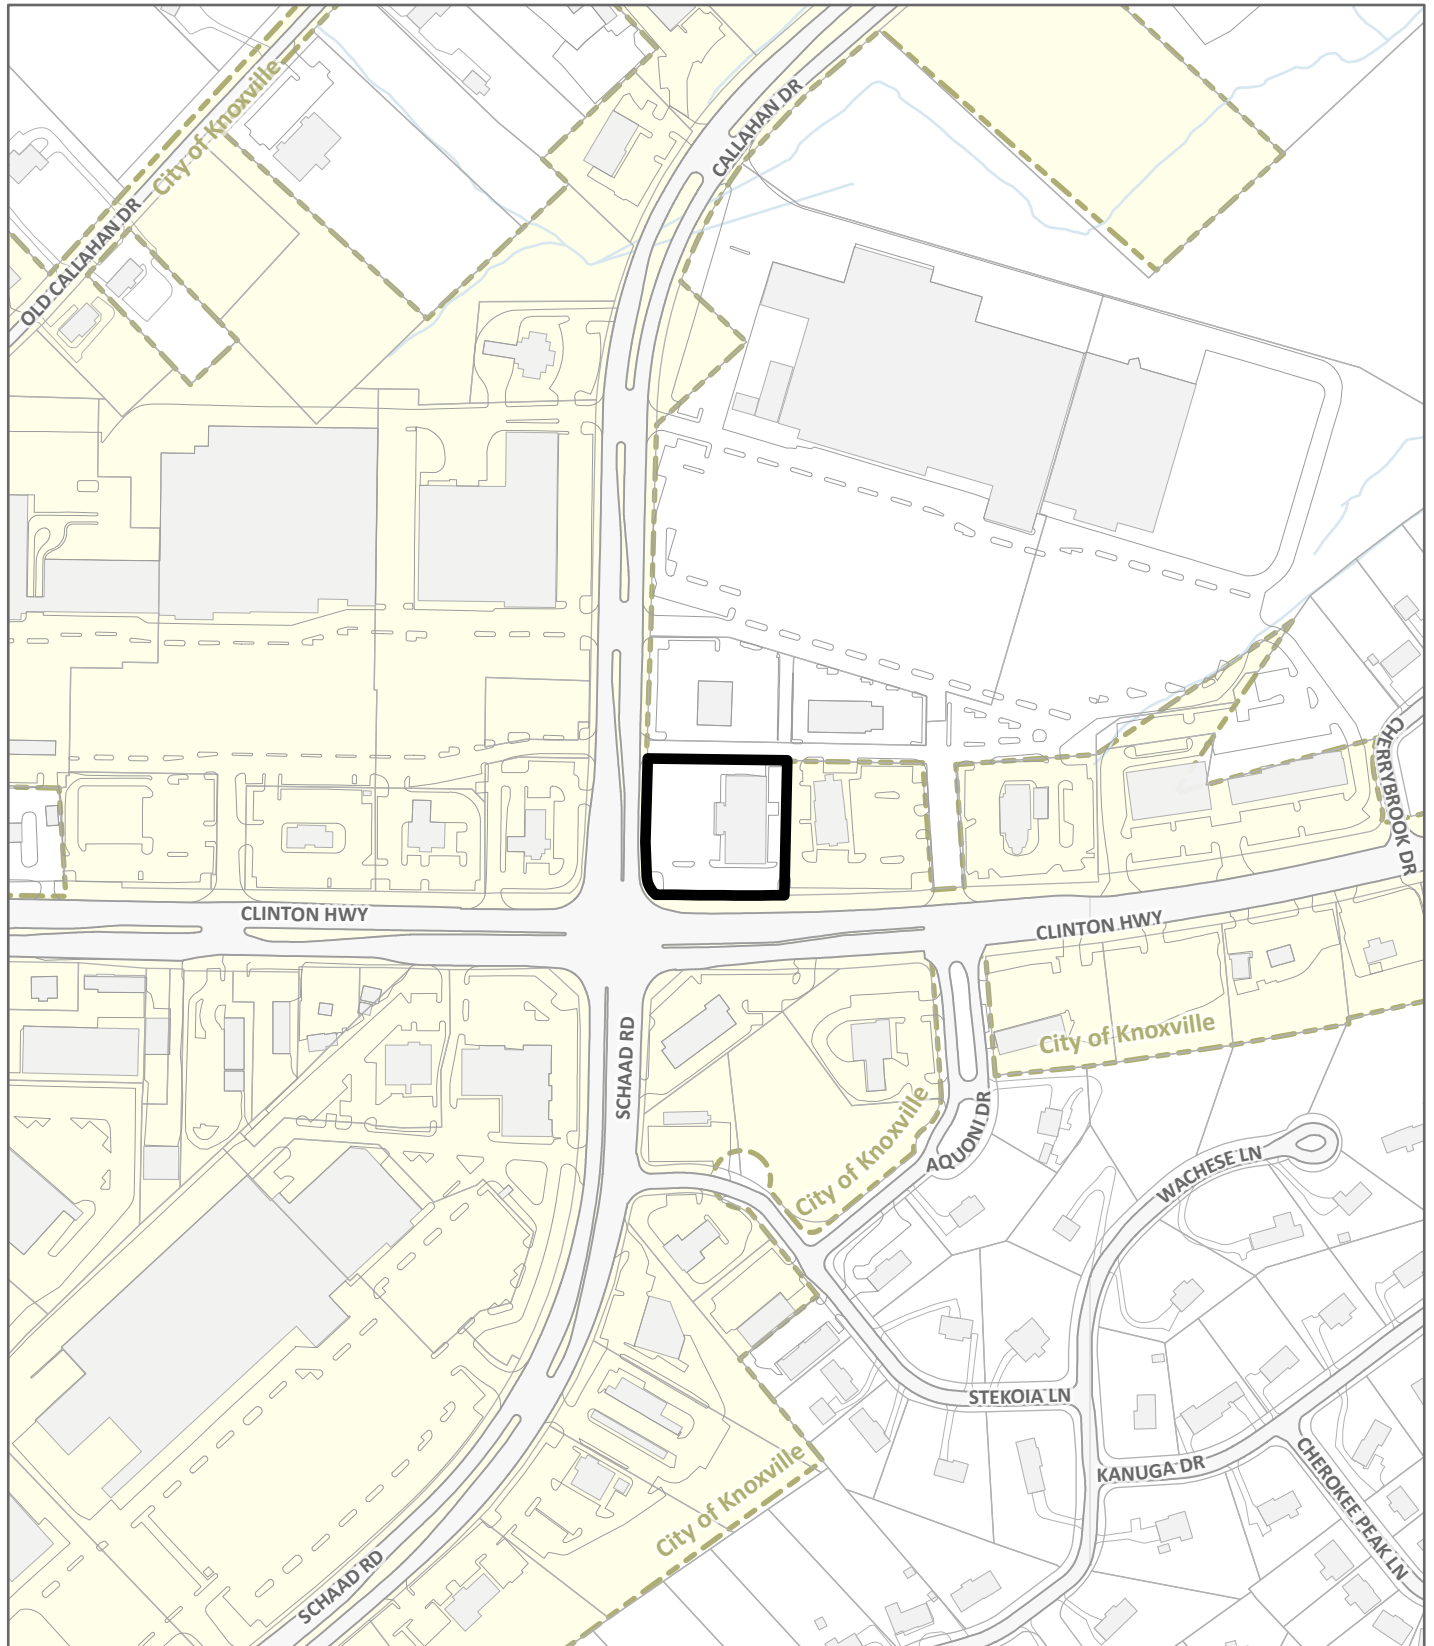 City of Knoxville
CALLAHAN DR
OLD CALLAHAN DR
CHERRYBROOK DR
CLINTON HWY
CLINTON HWY
SCHAAD RD
City of Knoxville
City of Knoxville
AQUONI DR
WACHESE LN
STEKOIA LN
KANUGA DR
CHEROKEE PEAK LN
City of Knoxville
SCHAAD RD